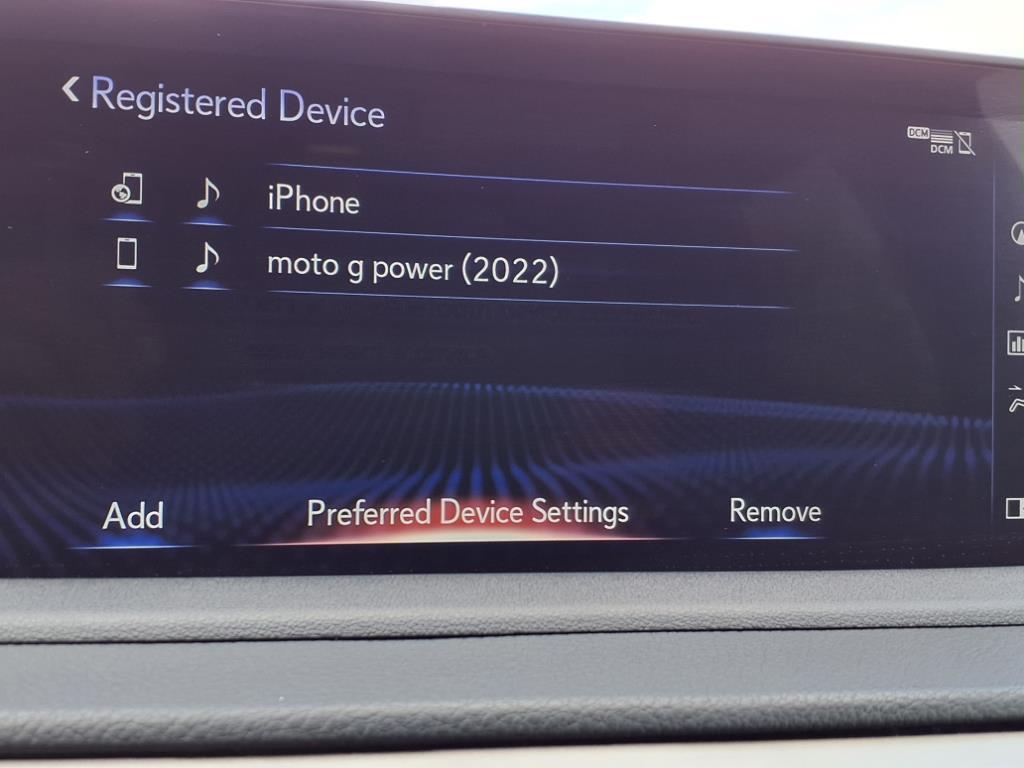 Registered Device
DCM
DCM
iPhone
moto g power (2022)
Add
Preferred Device Settings
Remove